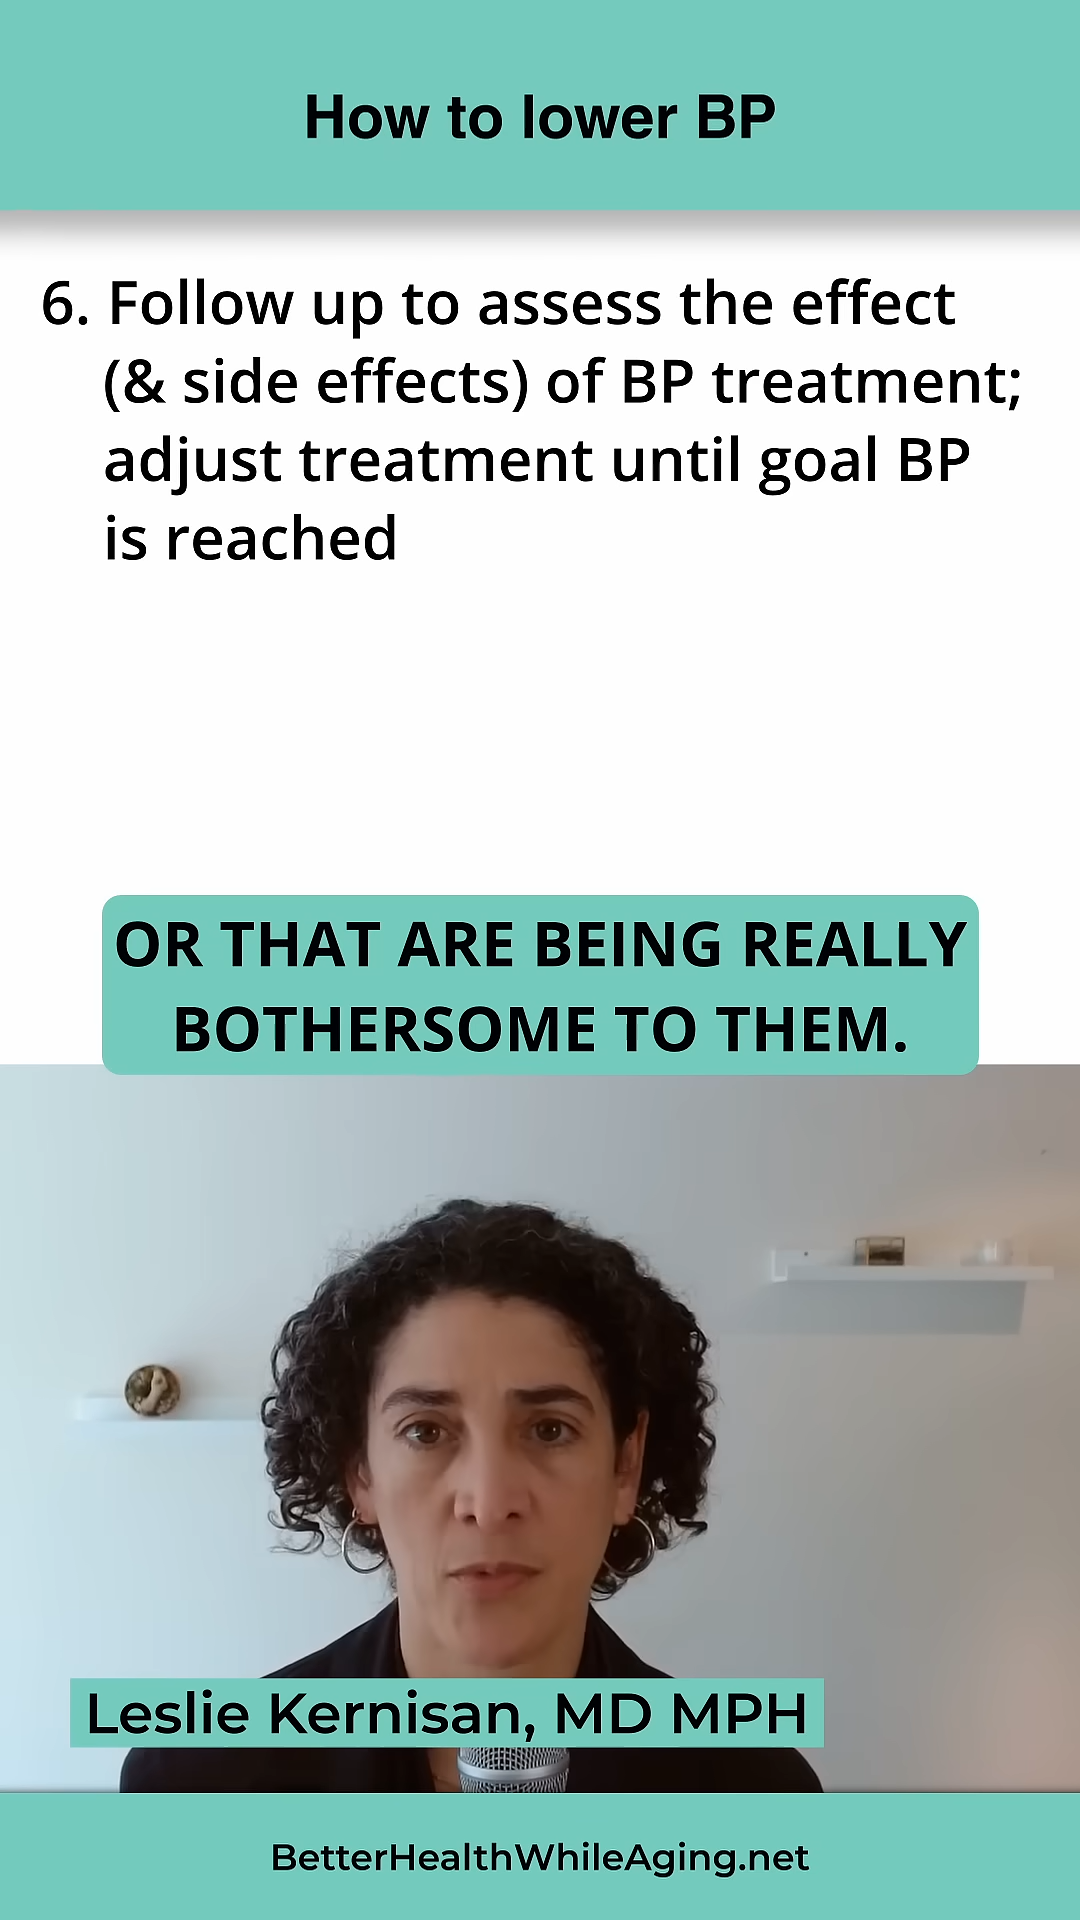 How to lower BP
6. Follow up to assess the effect
(& side effects) of BP treatment;
adjust treatment until goal BP
is reached
OR THAT ARE BEING REALLY
BOTHERSOME TO THEM.
Leslie Kernisan, MD MPH
BetterHealthWhileAging.net